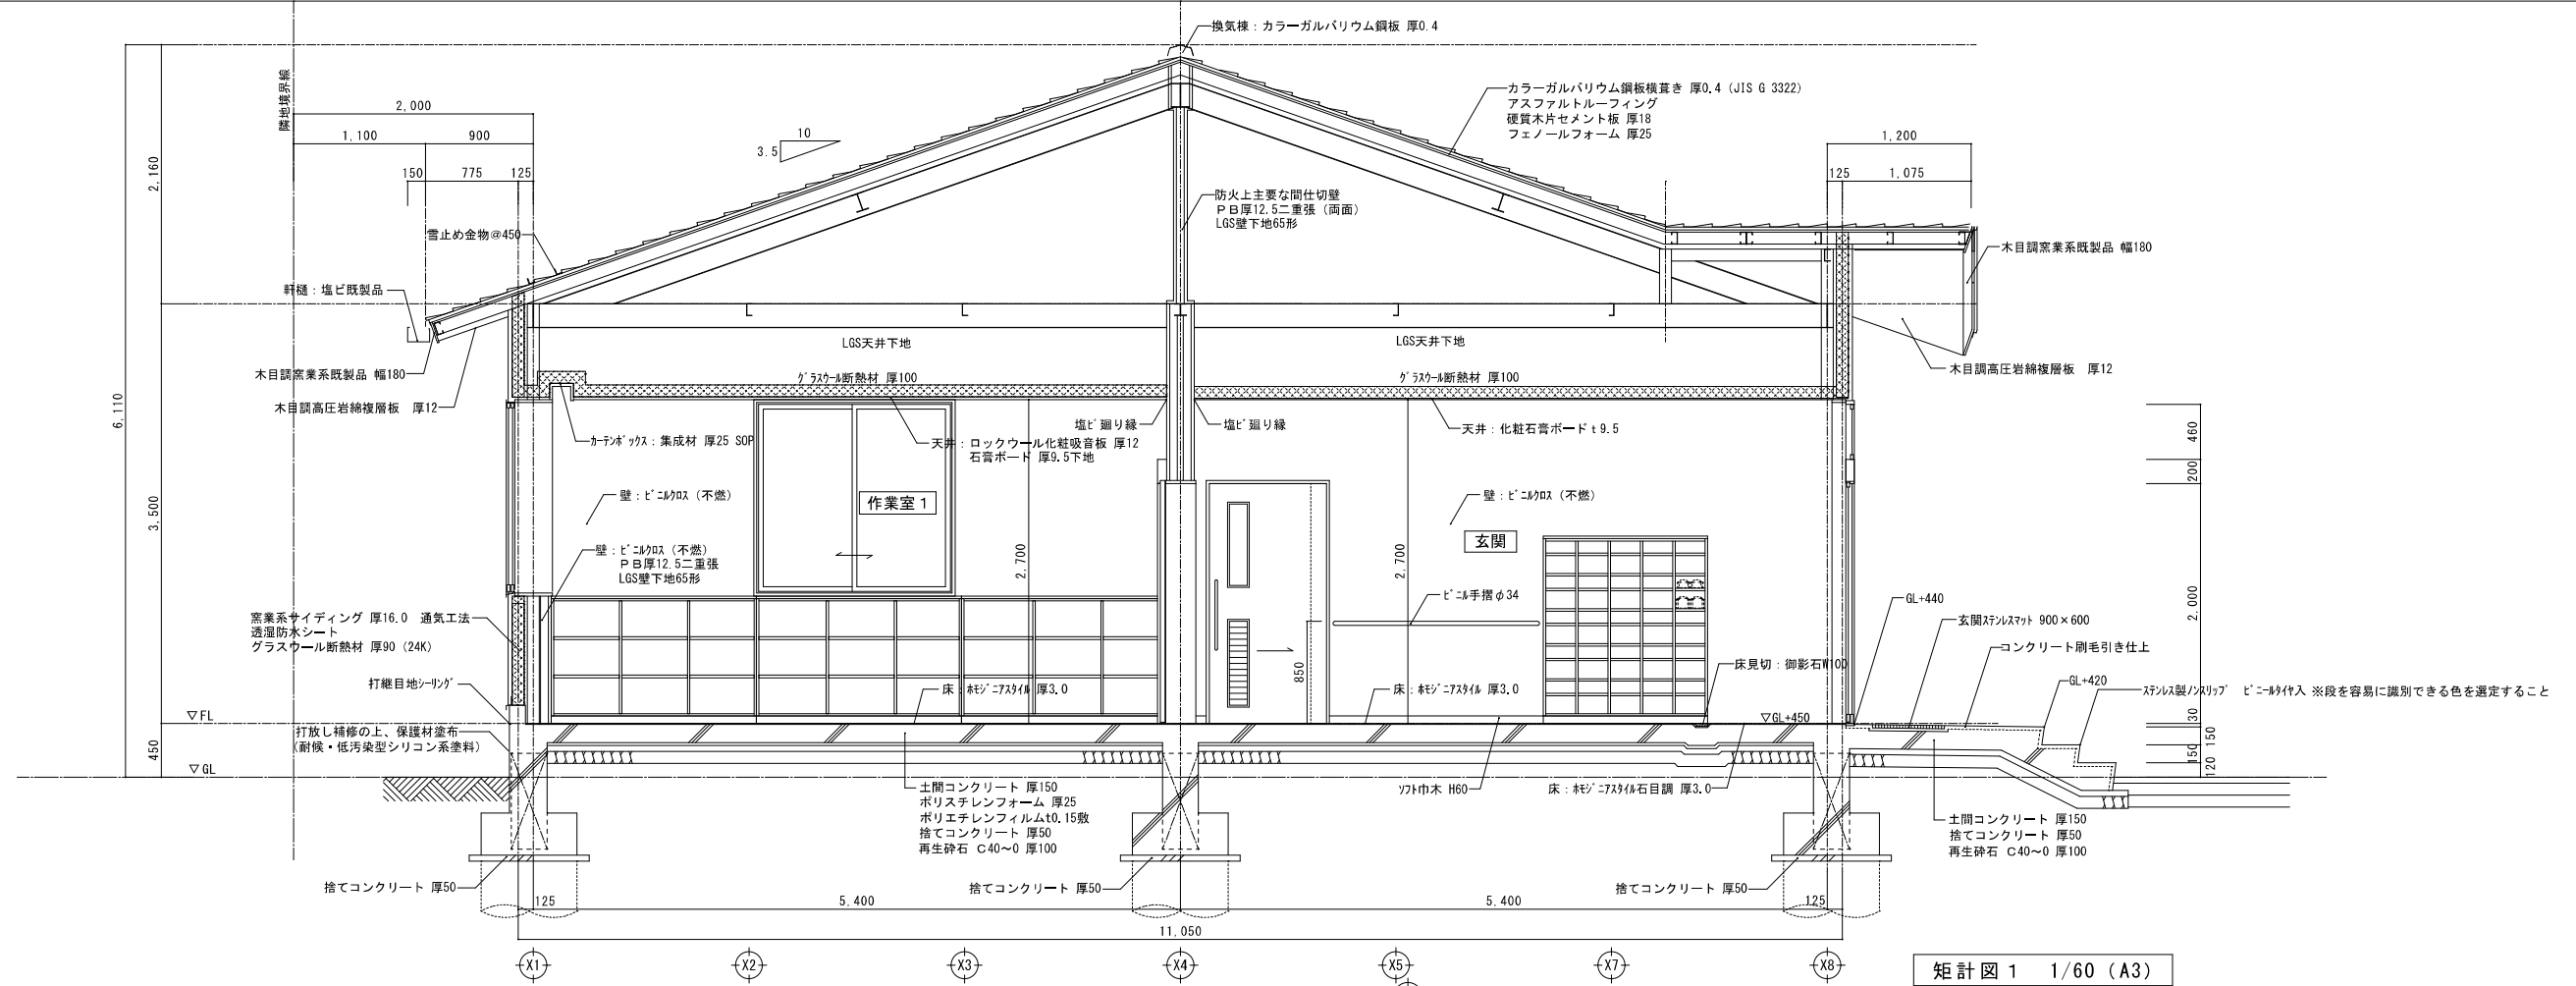 換気棟：カラーガルバリウム鋼板 厚0.4
隣地境界線
カラーガルバリウム鋼板横葺き 厚0.4（JIS G 3322）
アスファルトルーフィング
硬質木片セメント板 厚18
フェノールフォーム 厚25
2,000
1,100
900
150
775
125
10
3.5
1,200
125
1,075
6,110
2,160
3,500
450
防火上主要な間仕切壁
ＰＢ厚12.5二重張（両面）
LGS壁下地65形
雪止め金物@450
軒樋：塩ビ既製品
木目調窯業系既製品 幅180
木目調窯業系既製品 幅180
木目調高圧岩綿複層板　厚12
木目調高圧岩綿複層板　厚12
LGS天井下地
LGS天井下地
ｸﾞﾗｽｳｰﾙ断熱材 厚100
ｸﾞﾗｽｳｰﾙ断熱材 厚100
塩ﾋﾞ廻り縁
塩ﾋﾞ廻り縁
ｶｰﾃﾝﾎﾞｯｸｽ：集成材 厚25 SOP
天井：ロックウール化粧吸音板 厚12
石膏ボード 厚9.5下地
天井：化粧石膏ボードｔ9.5
壁：ﾋﾞﾆﾙｸﾛｽ（不燃）
作業室１
壁：ﾋﾞﾆﾙｸﾛｽ（不燃）
玄関
壁：ﾋﾞﾆﾙｸﾛｽ（不燃）
ＰＢ厚12.5二重張
LGS壁下地65形
2,700
2,700
ﾋﾞﾆﾙ手摺φ34
850
460
200
2,000
30
150
150
120
GL+440
玄関ｽﾃﾝﾚｽﾏｯﾄ 900×600
コンクリート刷毛引き仕上
GL+420
ｽﾃﾝﾚｽ製ﾉﾝｽﾘｯﾌﾟ　ﾋﾞﾆｰﾙﾀｲﾔ入 ※段を容易に識別できる色を選定すること
窯業系サイディング 厚16.0　通気工法
透湿防水シート
グラスウール断熱材 厚90（24K）
打継目地ｼｰﾘﾝｸﾞ
床：ﾎﾓｼﾞﾆｱｽﾀｲﾙ 厚3.0
床：ﾎﾓｼﾞﾆｱｽﾀｲﾙ 厚3.0
床見切：御影石W100
▽FL
▽GL+450
打放し補修の上、保護材塗布
（耐候・低汚染型シリコン系塗料）
▽GL
土間コンクリート 厚150
ポリスチレンフォーム 厚25
ポリエチレンフィルムt0.15敷
捨てコンクリート 厚50
再生砕石 Ｃ40～0 厚100
ｿﾌﾄ巾木 H60
床：ﾎﾓｼﾞﾆｱｽﾀｲﾙ石目調 厚3.0
土間コンクリート 厚150
捨てコンクリート 厚50
再生砕石 Ｃ40～0 厚100
捨てコンクリート 厚50
捨てコンクリート 厚50
捨てコンクリート 厚50
125
5,400
5,400
125
11,050
X1
X2
X3
X4
X5
X7
X8
矩計図１　1/60（A3）